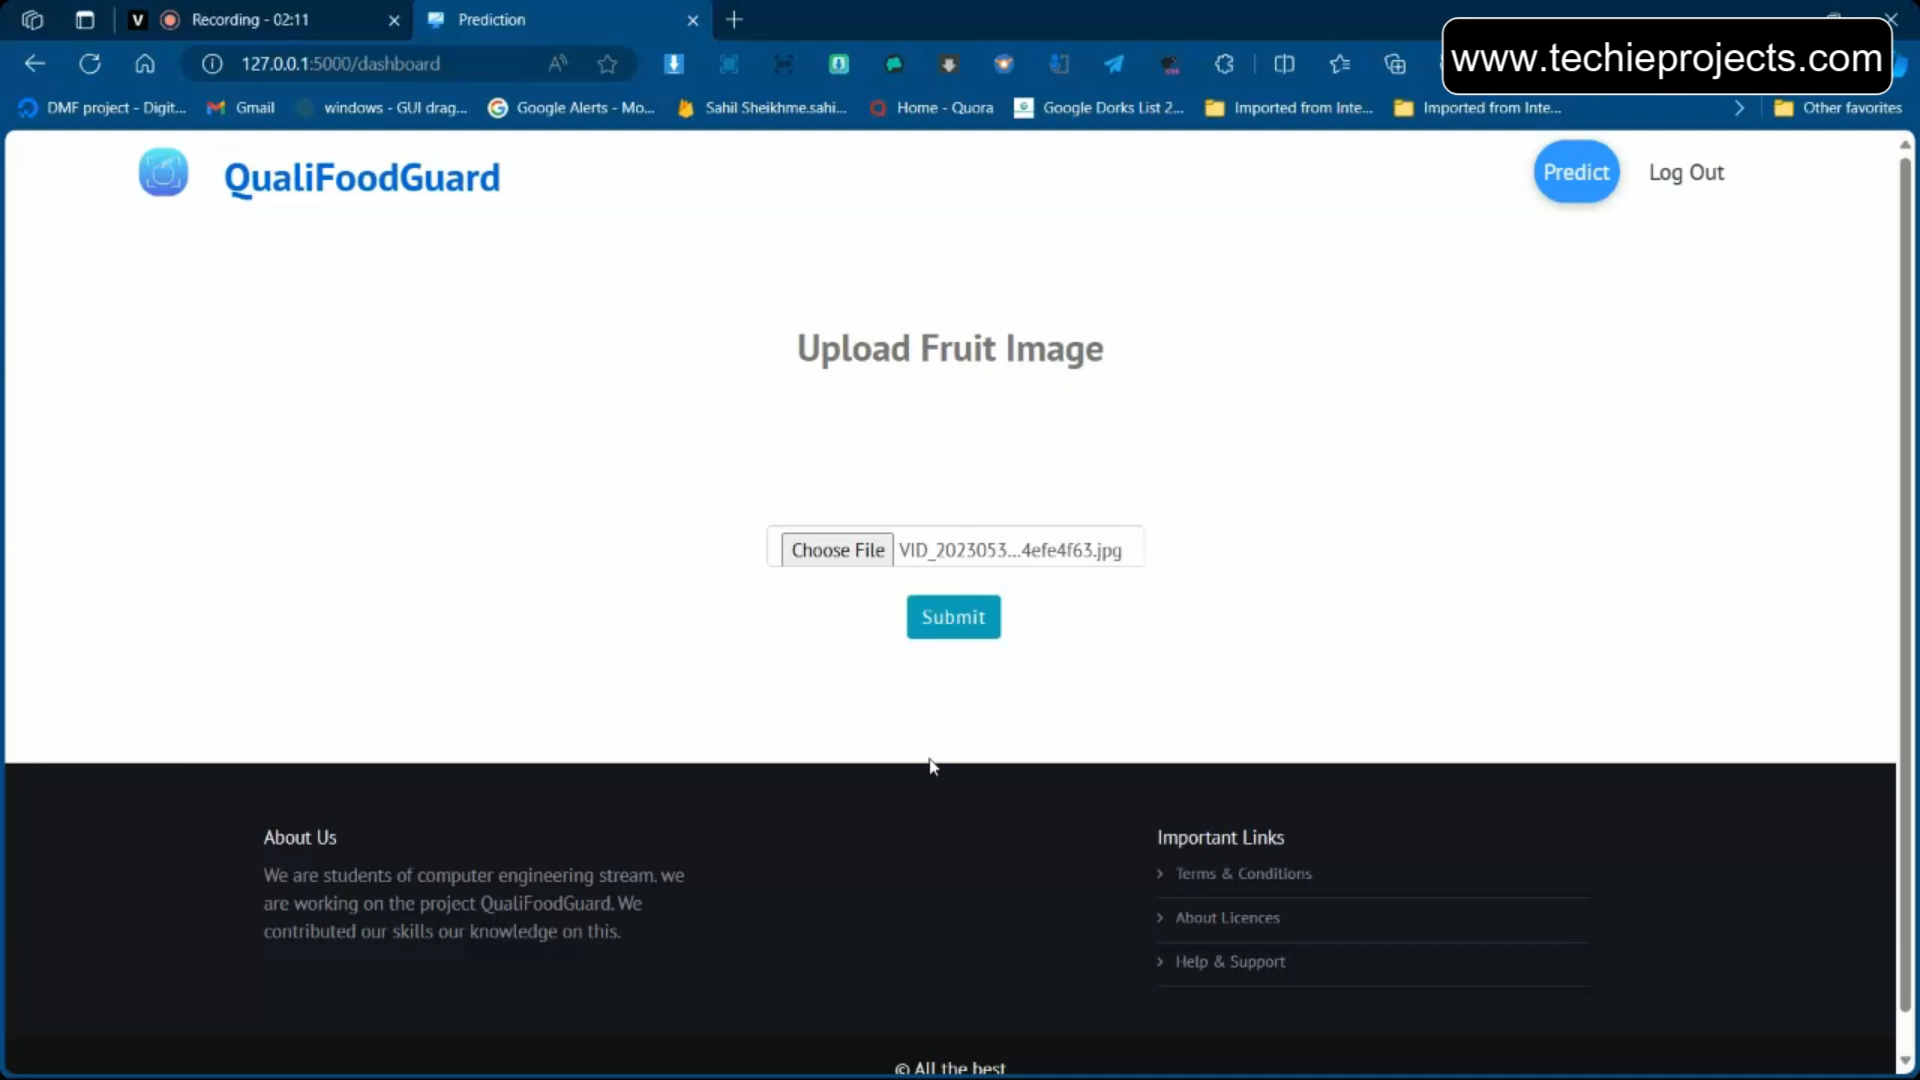 V
Recording - 02:11
Prediction
www.techieprojects.com
127.0.0.1:5000/dashboard
DMF project - Digit...
Gmail
windows - GUI drag...
Google Alerts - Mo...
Sahil Sheikhme.sahi...
Home - Quora
Google Dorks List 2...
Imported from Inte...
Imported from Inte...
Other favorites
QualiFoodGuard
Predict
Log Out
Upload Fruit Image
Choose File VID_2023053...4efe4f63.jpg
Submit
About Us
We are students of computer engineering stream. we
are working on the project QualiFoodGuard. We
contributed our skills our knowledge on this.
Important Links
Terms & Conditions
About Licences
Help & Support
© All the best